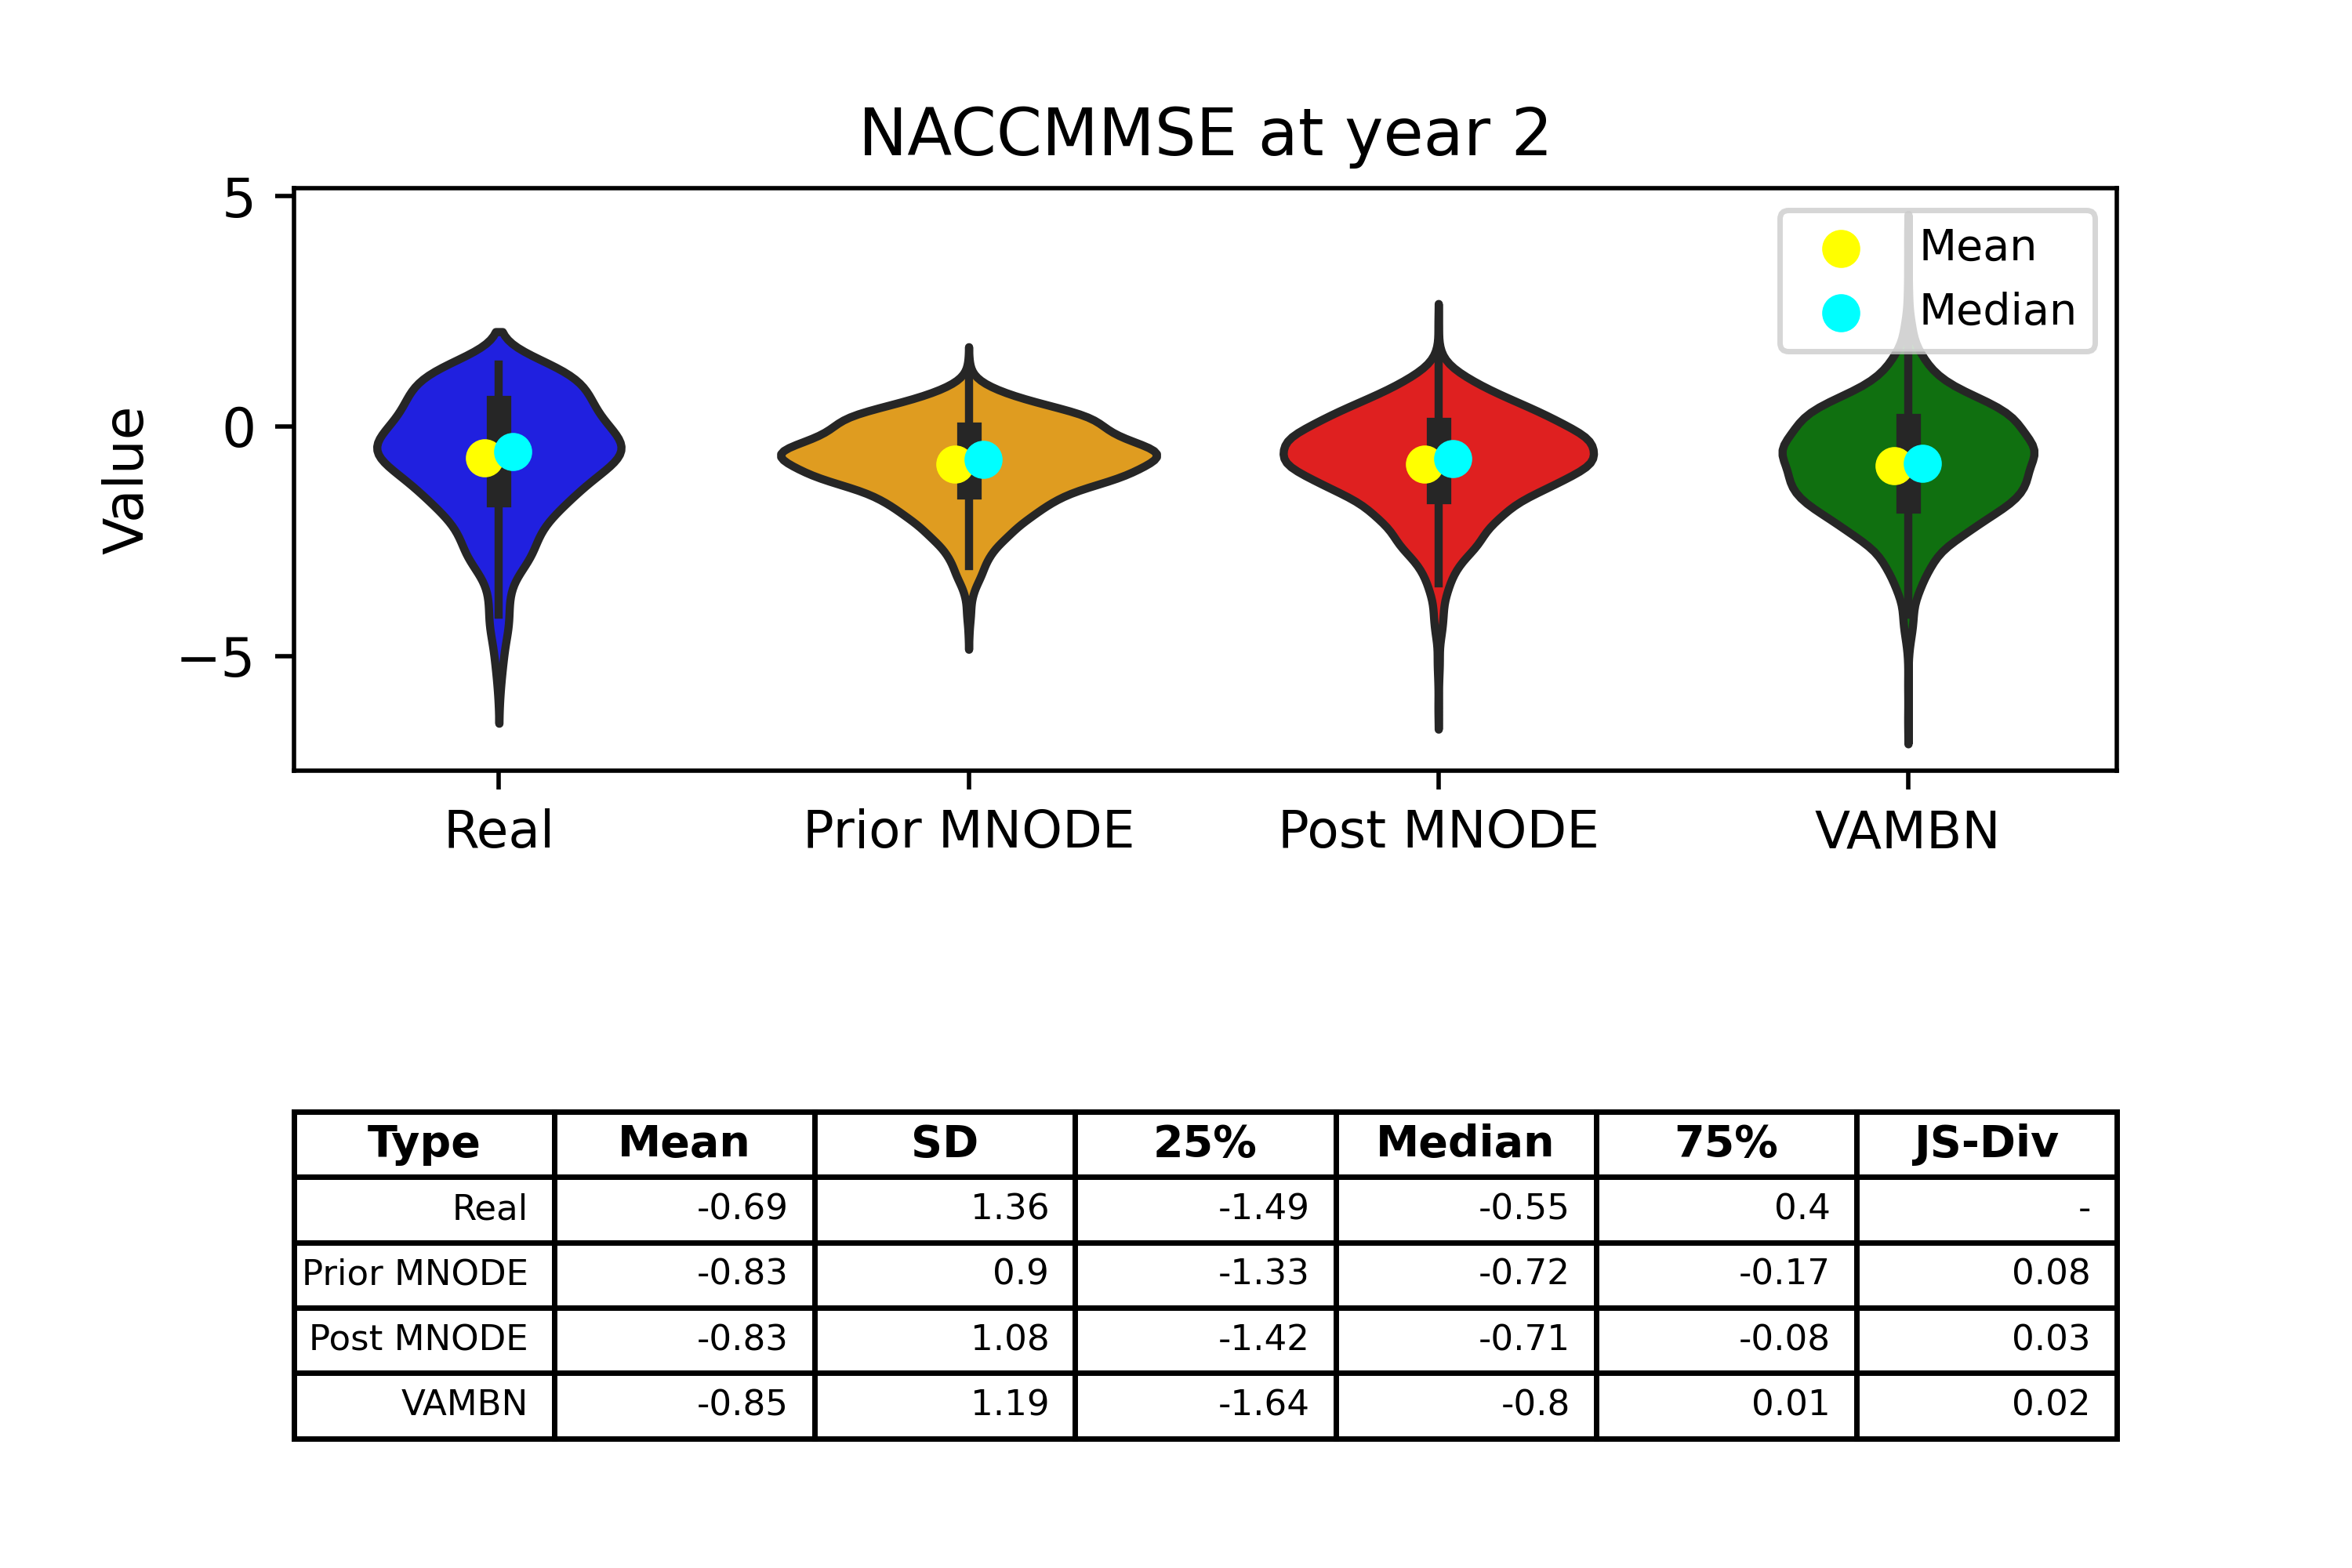 NACCMMSE at year 2
5
0
−5
Value
Mean
Median
Real Prior MNODE Post MNODE VAMBN
Type Mean SD 25% Median 75% JS-Div
Real -0.69 1.36 -1.49 -0.55 0.4 -
Prior MNODE -0.83 0.9 -1.33 -0.72 -0.17 0.08
Post MNODE -0.83 1.08 -1.42 -0.71 -0.08 0.03
VAMBN -0.85 1.19 -1.64 -0.8 0.01 0.02